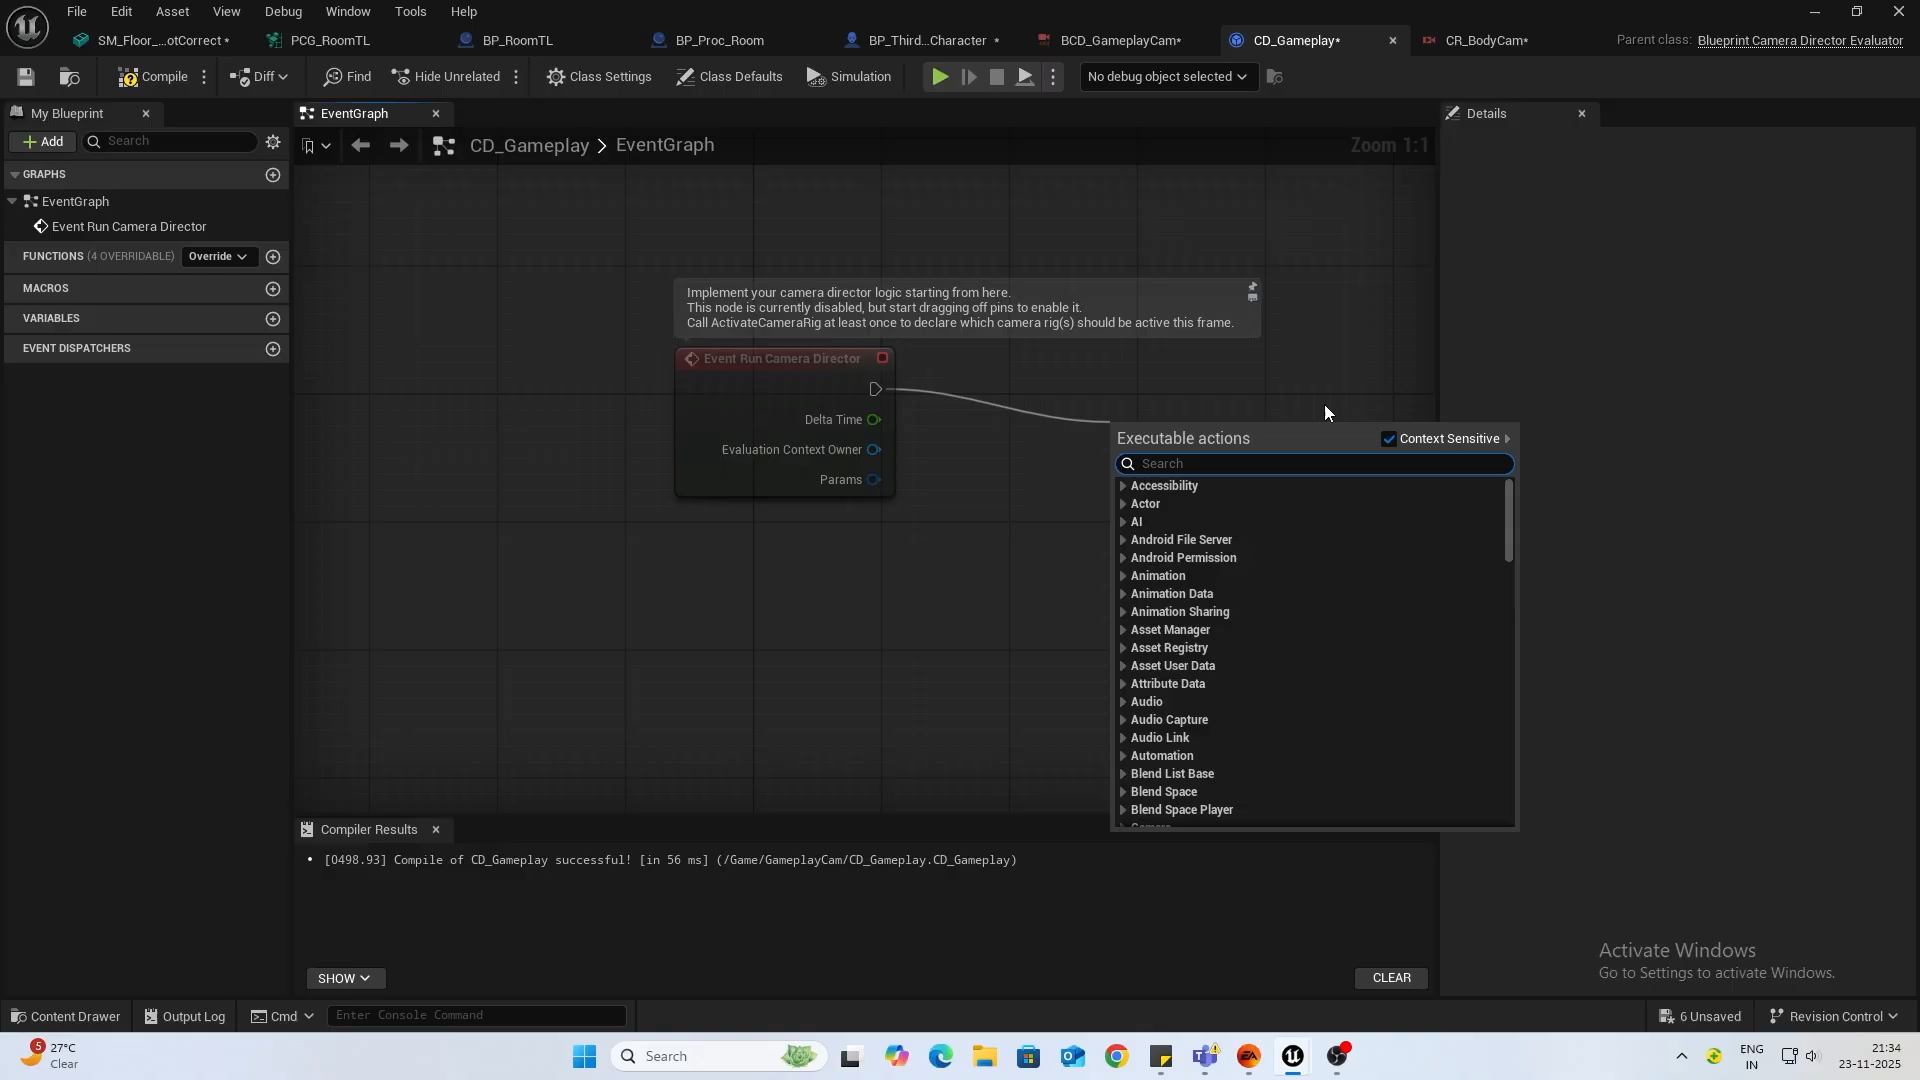 File Edit Asset View Debug Window Tools Help
SM_Floor_...otCorrect* PCG_RoomTL BP_RoomTL BP_Proc_Room BP_Third...Character * BCD_GameplayCam* CD_Gameplay* CR_BodyCam* Parent class: Blueprint Camera Director Evaluator
Compile Diff Find Hide Unrelated Class Settings Class Defaults Simulation No debug object selected
My Blueprint EventGraph Details
Add Search
CD_Gameplay > EventGraph Zoom 1:1
GRAPHS
EventGraph
Event Run Camera Director
FUNCTIONS (4 OVERRIDABLE) Override
MACROS
VARIABLES
EVENT DISPATCHERS
Implement your camera director logic starting from here.
This node is currently disabled, but start dragging off pins to enable it.
Call ActivateCameraRig at least once to declare which camera rig(s) should be active this frame.
Event Run Camera Director
Delta Time
Evaluation Context Owner
Params
Executable actions Context Sensitive
Search
Accessibility
Actor
AI
Android File Server
Android Permission
Animation
Animation Data
Animation Sharing
Asset Manager
Asset Registry
Asset User Data
Attribute Data
Audio
Audio Capture
Audio Link
Automation
Blend List Base
Blend Space
Blend Space Player
Compiler Results
• [0498.93] Compile of CD_Gameplay successful! [in 56 ms] (/Game/GameplayCam/CD_Gameplay.CD_Gameplay)
Activate Windows
Go to Settings to activate Windows.
SHOW CLEAR
Content Drawer Output Log Cmd Enter Console Command 6 Unsaved Revision Control
5 27°C
Clear
Search
ENG
IN
21:34
23-11-2025